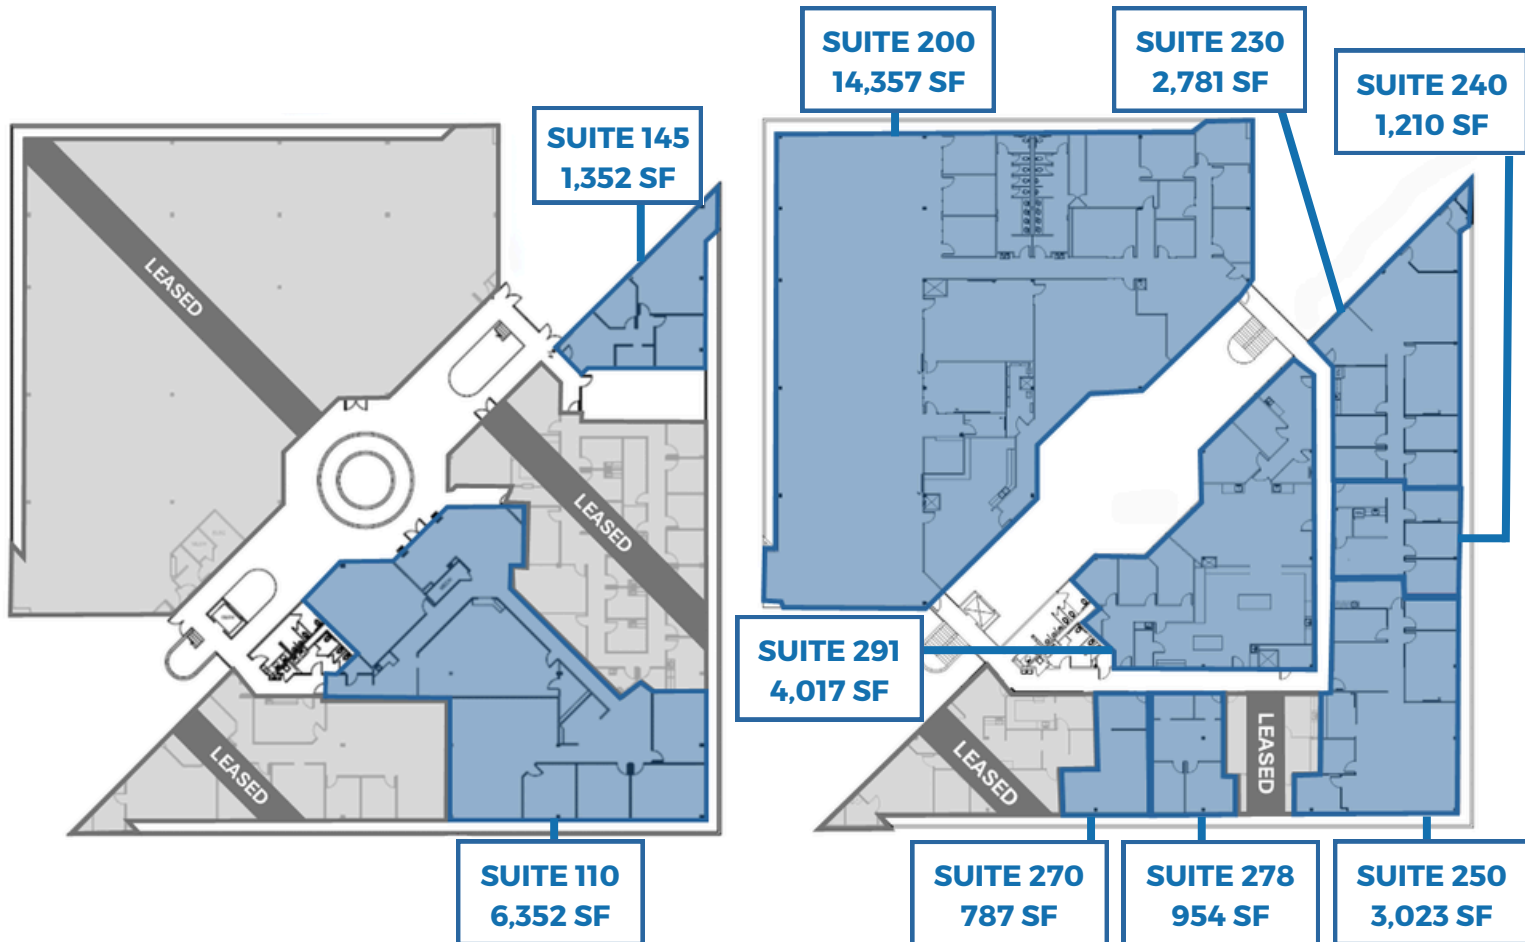 SUITE 200
14,357 SF
SUITE 230
2,781 SF
SUITE 240
1,210 SF
SUITE 145
1,352 SF
LEASED
LEASED
LEASED
SUITE 291
4,017 SF
LEASED
LEASED
SUITE 110
6,352 SF
SUITE 270
787 SF
SUITE 278
954 SF
SUITE 250
3,023 SF